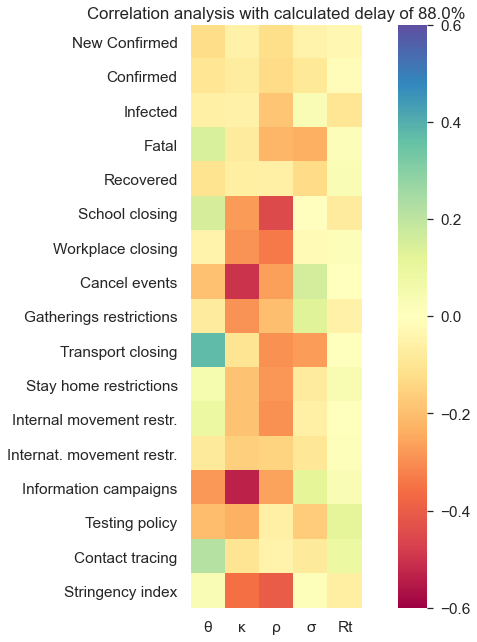 Correlation analysis with calculated delay of 88.0%
New Confirmed
Confirmed
Infected
Fatal
Recovered
School closing
Workplace closing
Cancel events
Gatherings restrictions
Transport closing
Stay home restrictions
Internal movement restr.
Internat. movement restr.
Information campaigns
Testing policy
Contact tracing
Stringency index
θ κ ρ σ Rt
0.6
0.4
0.2
0.0
−0.2
−0.4
−0.6